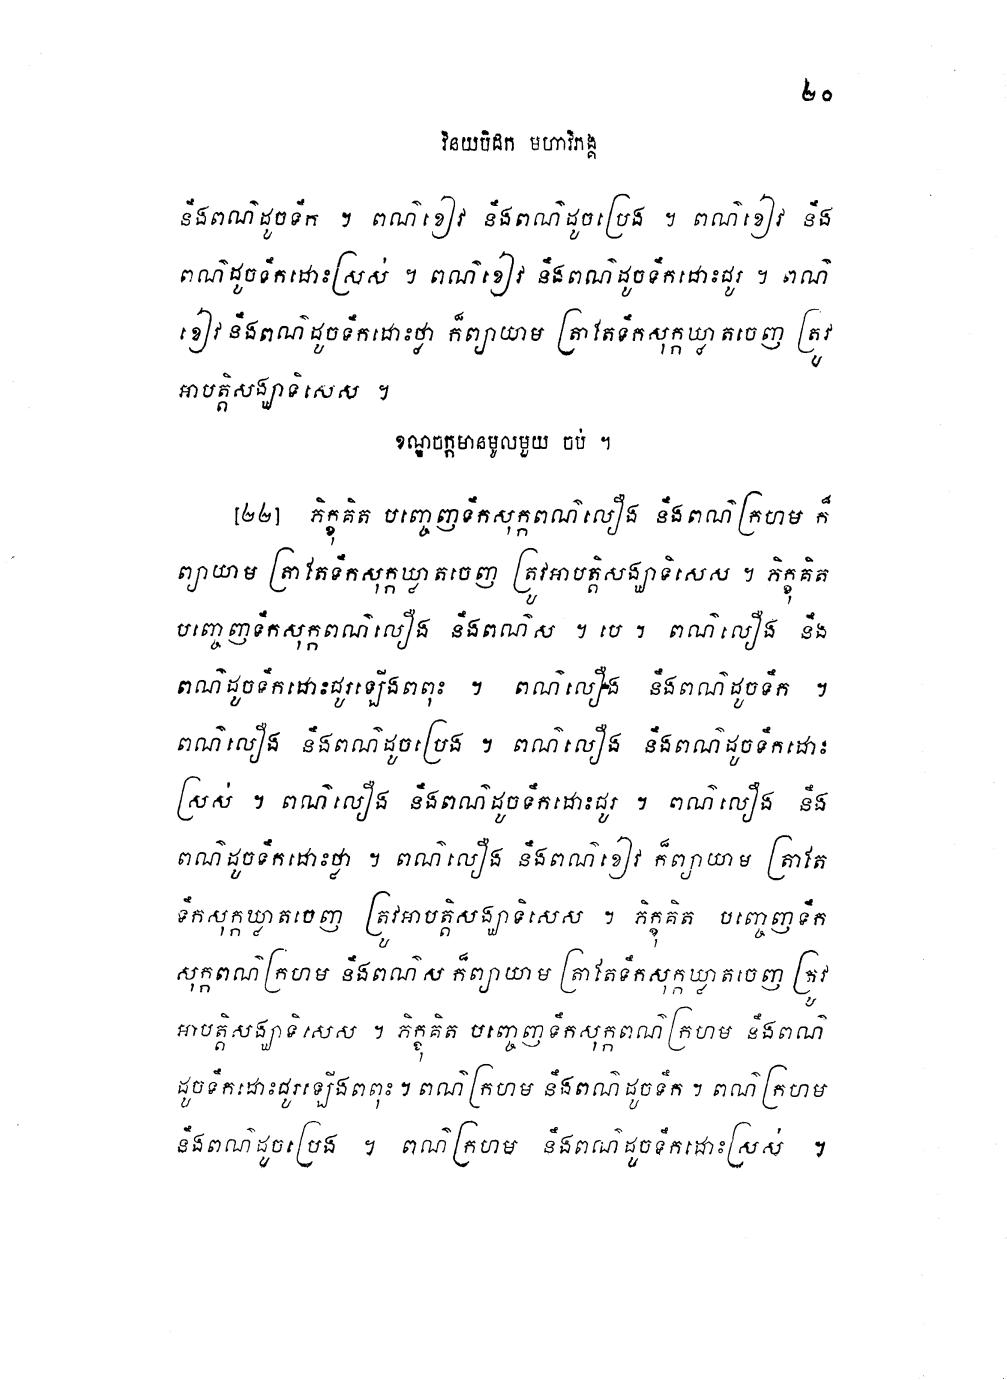 ២០
វិនយបិដក មហាវិភង្គ
នឹងពណ៌ដូចទឹក ។ ពណ៌ខៀវ នឹងពណ៌ដូចប្រេង ។ ពណ៌ខៀវ នឹង
ពណ៌ដូចទឹកដោះស្រស់ ។ ពណ៌ខៀវ នឹងពណ៌ដូចទឹកដោះជូរ ។ ពណ៌
ខៀវ នឹងពណ៌ដូចទឹកដោះថ្លា ក៏ព្យាយាម ត្រាតែទឹកសុក្កឃ្លាតចេញ ត្រូវ
អាបត្តិសង្ឃាទិសេស ។
ខណ្ឌចក្កមានមូលមួយ ចប់ ។
[២២] ភិក្ខុគិត បញ្ចេញទឹកសុក្កពណ៌លឿង នឹងពណ៌ក្រហម ក៏
ព្យាយាម ត្រាតែទឹកសុក្កឃ្លាតចេញ ត្រូវអាបត្តិសង្ឃាទិសេស ។ ភិក្ខុគិត
បញ្ចេញទឹកសុក្កពណ៌លឿង នឹងពណ៌ស ។ បេ ។ ពណ៌លឿង នឹង
ពណ៌ដូចទឹកដោះជូរឡើងពពុះ ។ ពណ៌លឿង នឹងពណ៌ដូចទឹក ។
ពណ៌លឿង នឹងពណ៌ដូចប្រេង ។ ពណ៌លឿង នឹងពណ៌ដូចទឹកដោះ
ស្រស់ ។ ពណ៌លឿង នឹងពណ៌ដូចទឹកដោះជូរ ។ ពណ៌លឿង នឹង
ពណ៌ដូចទឹកដោះថ្លា ។ ពណ៌លឿង នឹងពណ៌ខៀវ ក៏ព្យាយាម ត្រាតែ
ទឹកសុក្កឃ្លាតចេញ ត្រូវអាបត្តិសង្ឃាទិសេស ។ ភិក្ខុគិត បញ្ចេញទឹក
សុក្កពណ៌ក្រហម នឹងពណ៌ស ក៏ព្យាយាម ត្រាតែទឹកសុក្កឃ្លាតចេញ ត្រូវ
អាបត្តិសង្ឃាទិសេស ។ ភិក្ខុគិត បញ្ចេញទឹកសុក្កពណ៌ក្រហម នឹងពណ៌
ដូចទឹកដោះជូរឡើងពពុះ ។ ពណ៌ក្រហម នឹងពណ៌ដូចទឹក ។ ពណ៌ក្រហម
នឹងពណ៌ដូចប្រេង ។ ពណ៌ក្រហម នឹងពណ៌ដូចទឹកដោះស្រស់ ។